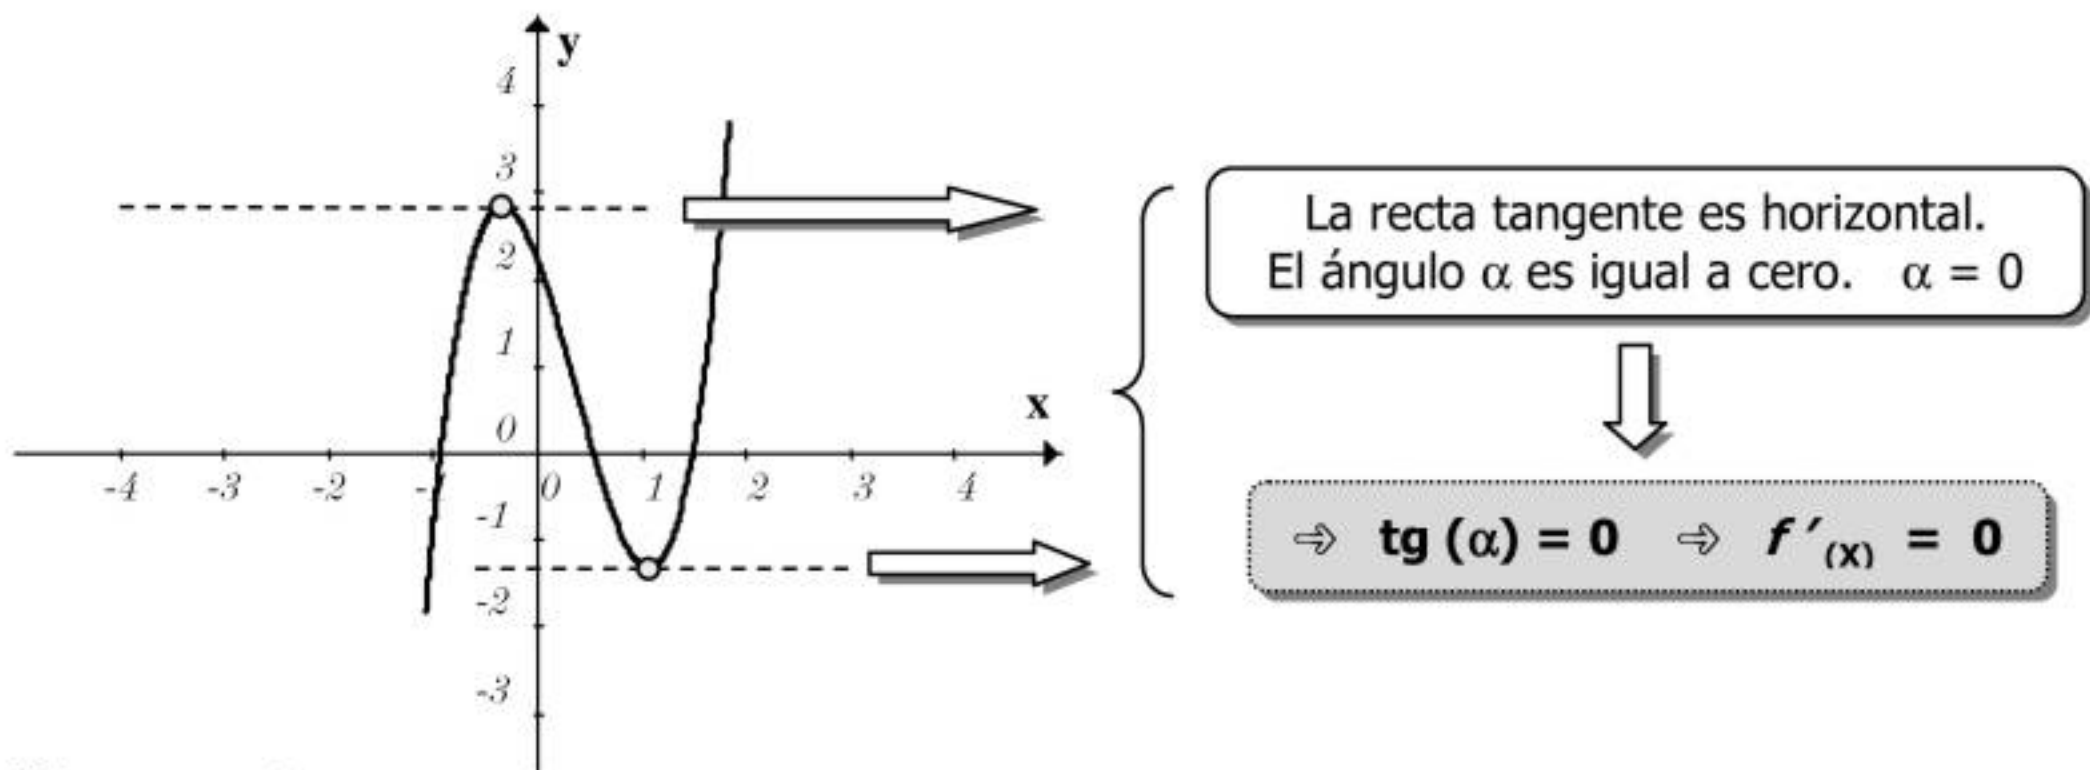 y
4
3
2
1
0
x
-4 -3 -2 -1 0 1 2 3 4
-1
-2
-3
La recta tangente es horizontal.
El ángulo α es igual a cero. α = 0
⇨ tg (α) = 0 ⇨ f ′(x) = 0